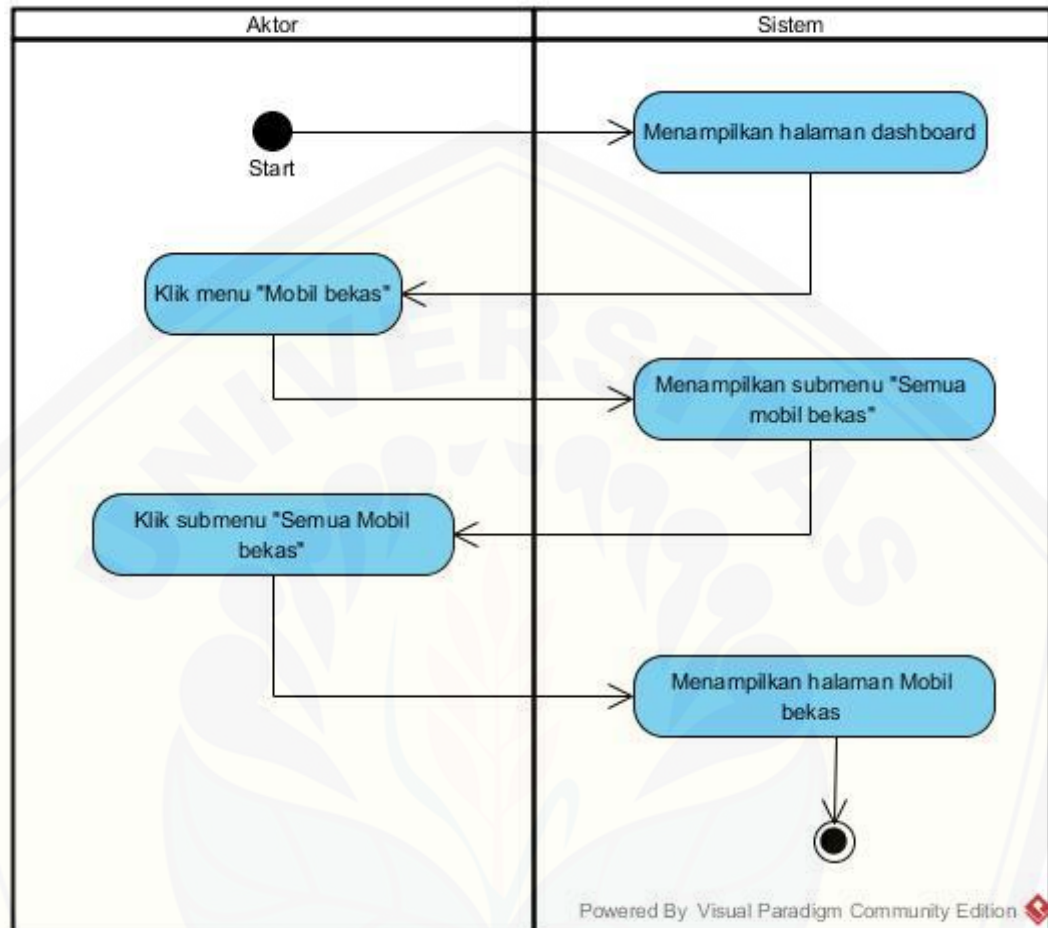 Aktor
Sistem
Menampilkan halaman dashboard
Start
Klik menu "Mobil bekas"
Menampilkan submenu "Semua
mobil bekas"
Klik submenu "Semua Mobil
bekas"
Menampilkan halaman Mobil
bekas
UNIVERSITAS
Powered By Visual Paradigm Community Edition